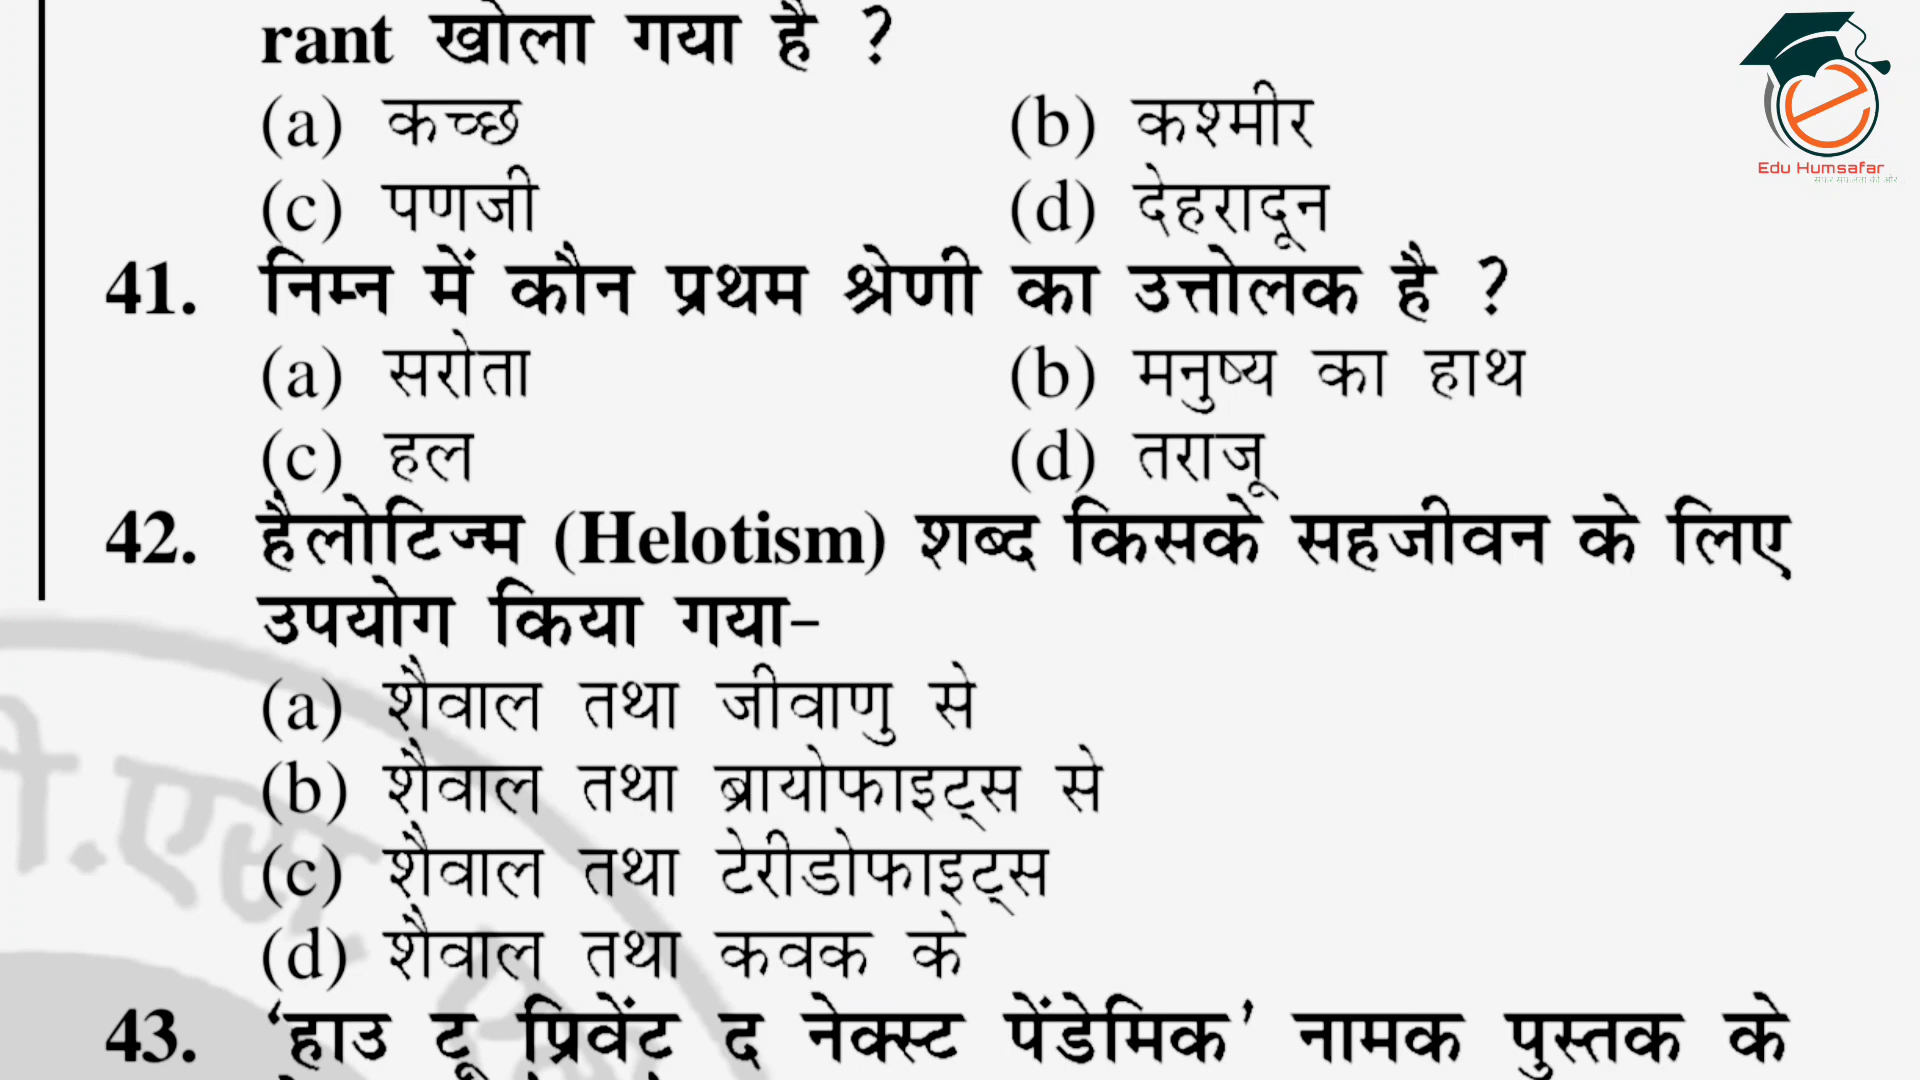 rant खोला गया है ?
(a) कच्छ (b) कश्मीर
(c) पणजी (d) देहरादून
41. निम्न में कौन प्रथम श्रेणी का उत्तोलक है ?
(a) सरोता (b) मनुष्य का हाथ
(c) हल (d) तराजू
42. हैलोटिज्म (Helotism) शब्द किसके सहजीवन के लिए
उपयोग किया गया-
(a) शैवाल तथा जीवाणु से
(b) शैवाल तथा ब्रायोफाइट्स से
(c) शैवाल तथा टेरीडोफाइट्स
(d) शैवाल तथा कवक के
43. ‘हाउ टू प्रिवेंट द नेक्स्ट पेंडेमिक’ नामक पुस्तक के
Edu Humsafar
ी.एस.